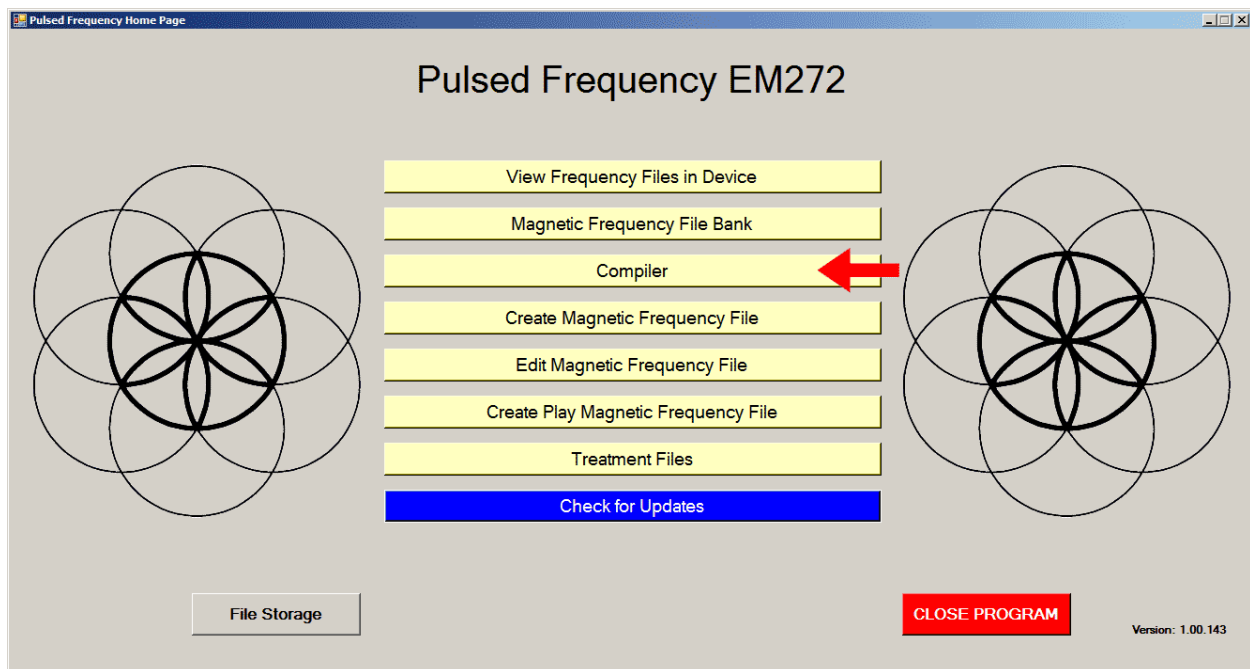 Pulsed Frequency Home Page
Pulsed Frequency EM272
View Frequency Files in Device
Magnetic Frequency File Bank
Compiler
Create Magnetic Frequency File
Edit Magnetic Frequency File
Create Play Magnetic Frequency File
Treatment Files
Check for Updates
File Storage
CLOSE PROGRAM
Version: 1.00.143